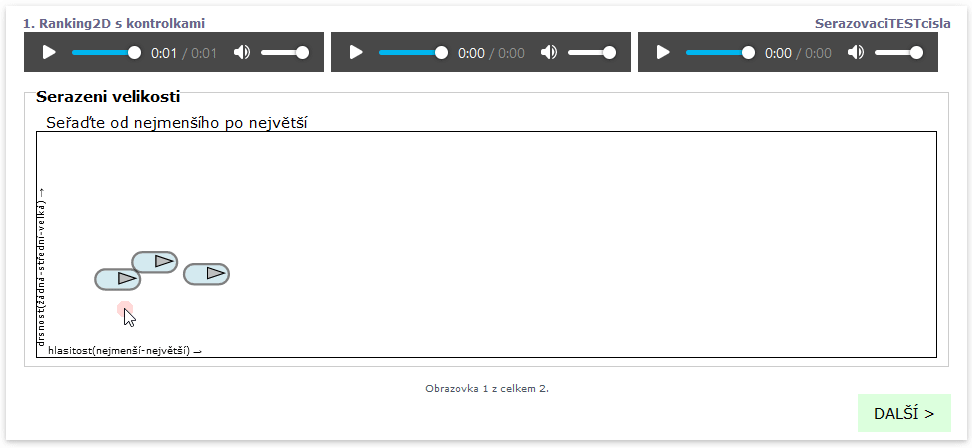 1. Ranking2D s kontrolkami
SerazovaciTESTcisla
0:01 / 0:01
0:00 / 0:00
0:00 / 0:00
Serazeni velikosti
Seřaďte od nejmenšího po největší
drsnost(žádná-střední-velká) →
hlasitost(nejmenší-největší) →
Obrazovka 1 z celkem 2.
DALŠÍ >